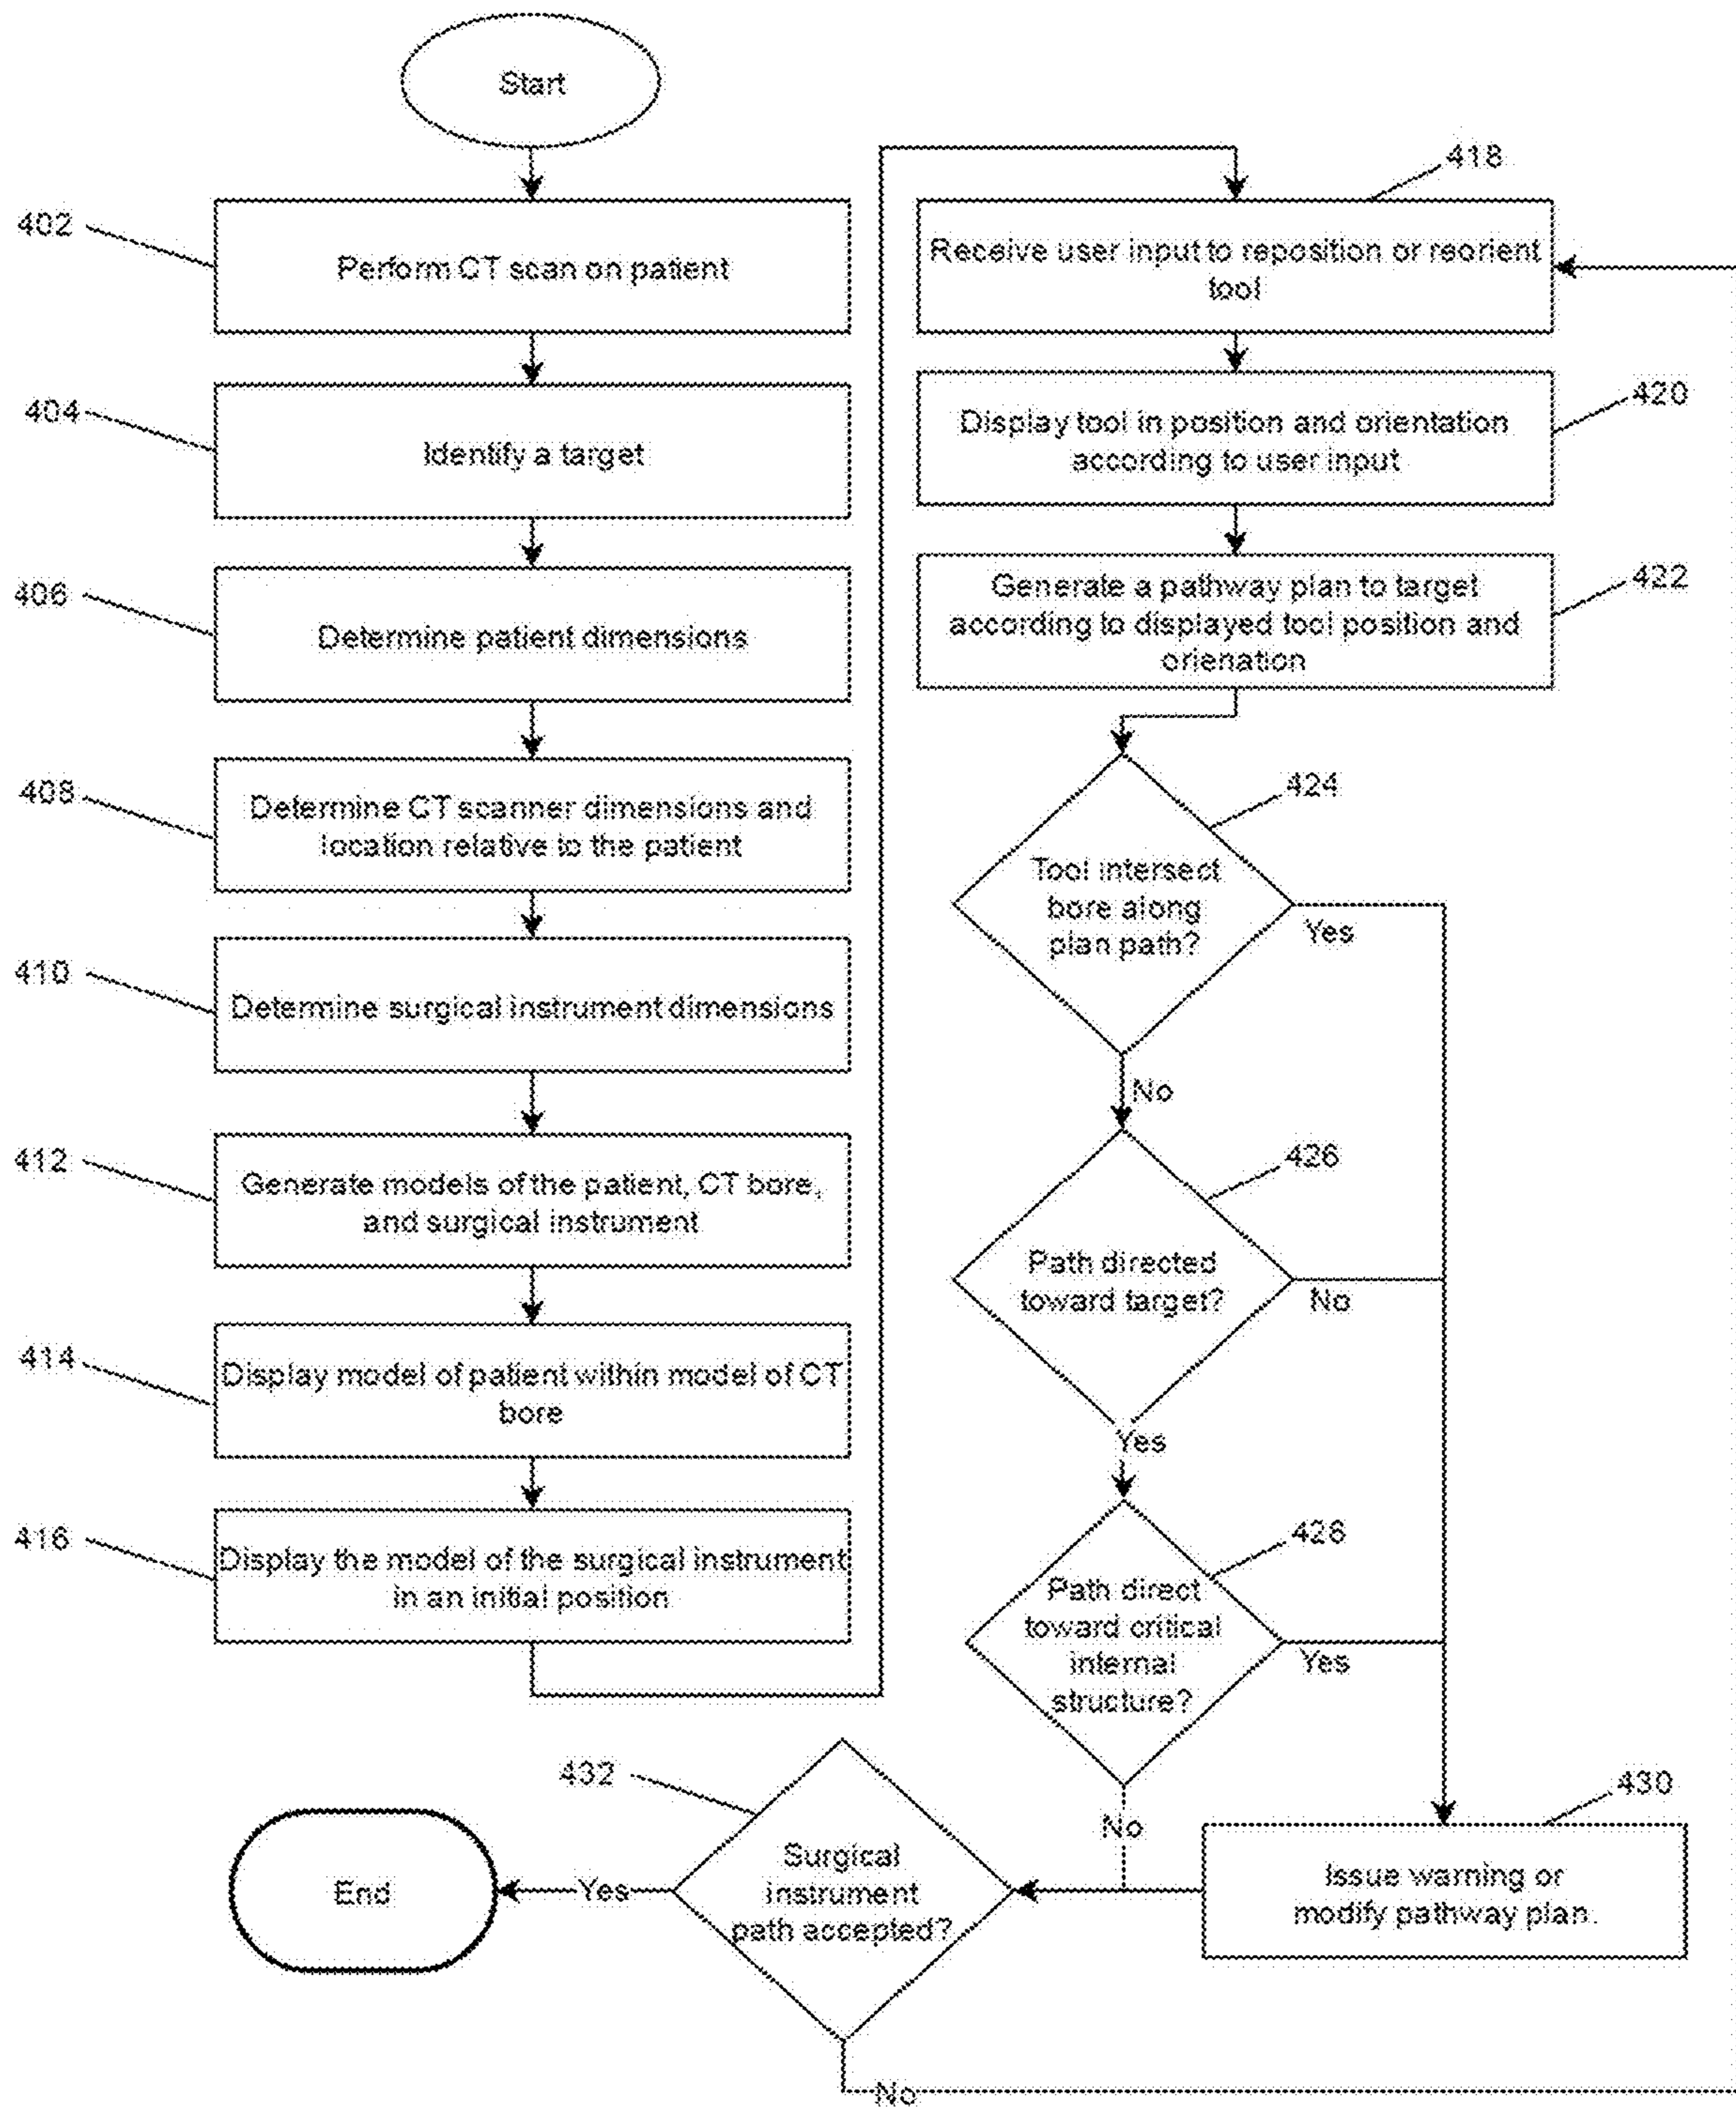 Start
402
Perform CT scan on patient
404
Identify a target
406
Determine patient dimensions
408
Determine CT scanner dimensions and
location relative to the patient
410
Determine surgical instrument dimensions
412
Generate models of the patient, CT bore,
and surgical instrument
414
Display model of patient within model of CT
bore
416
Display the model of the surgical instrument
in an initial position
418
Receive user input to reposition or reorient
tool
420
Display tool in position and orientation
according to user input
422
Generate a pathway plan to target
according to displayed tool position and
orienation
424
Tool intersect
bore along
plan path?
Yes
No
426
Path directed
toward target?
No
Yes
428
Path direct
toward critical
internal
structure?
Yes
No
430
Issue warning or
modify pathway plan.
432
Surgical
instrument
path accepted?
Yes
End
No